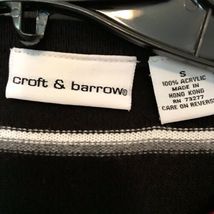 croft & barrow®
S
100% ACRYLIC
MADE IN
HONG KONG
RN 73277
CARE ON REVERSE